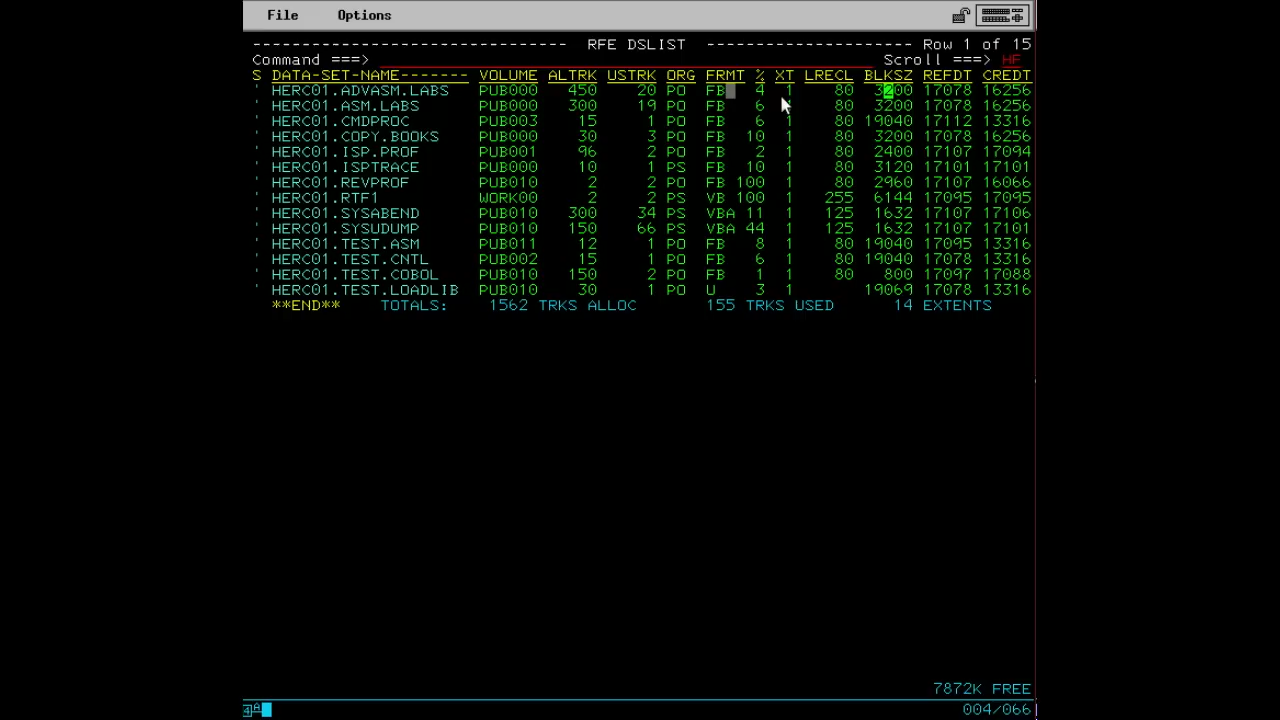 File Options
------------------------------- RFE DSLIST -------------------- Row 1 of 15
Command ===> Scroll ===> HF
S DATA-SET-NAME------- VOLUME ALTRK USTRK ORG FRMT % XT LRECL BLKSZ REFDT CREDT
' HERC01.ADVASM.LABS PUB000 450 20 PO FB 4 1 80 3200 17078 16256
' HERC01.ASM.LABS PUB000 300 19 PO FB 6 1 80 3200 17078 16256
' HERC01.CMDPROC PUB003 15 1 PO FB 6 1 80 19040 17112 13316
' HERC01.COPY.BOOKS PUB000 30 3 PO FB 10 1 80 3200 17078 16256
' HERC01.ISP.PROF PUB001 96 2 PO FB 2 1 80 2400 17107 17094
' HERC01.ISPTRACE PUB000 10 1 PS FB 10 1 80 3120 17101 17101
' HERC01.REVPROF PUB010 2 2 PO FB 100 1 80 2960 17107 16066
' HERC01.RTF1 WORK00 2 2 PS VB 100 1 255 6144 17095 17095
' HERC01.SYSABEND PUB010 300 34 PS VBA 11 1 125 1632 17107 17106
' HERC01.SYSUDUMP PUB010 150 66 PS VBA 44 1 125 1632 17107 17101
' HERC01.TEST.ASM PUB011 12 1 PO FB 8 1 80 19040 17095 13316
' HERC01.TEST.CNTL PUB002 15 1 PO FB 6 1 80 19040 17078 13316
' HERC01.TEST.COBOL PUB010 150 2 PO FB 1 1 80 800 17097 17088
' HERC01.TEST.LOADLIB PUB010 30 1 PO U 3 1 19069 17078 13316
**END** TOTALS: 1562 TRKS ALLOC 155 TRKS USED 14 EXTENTS
7872K FREE
4A 004/066